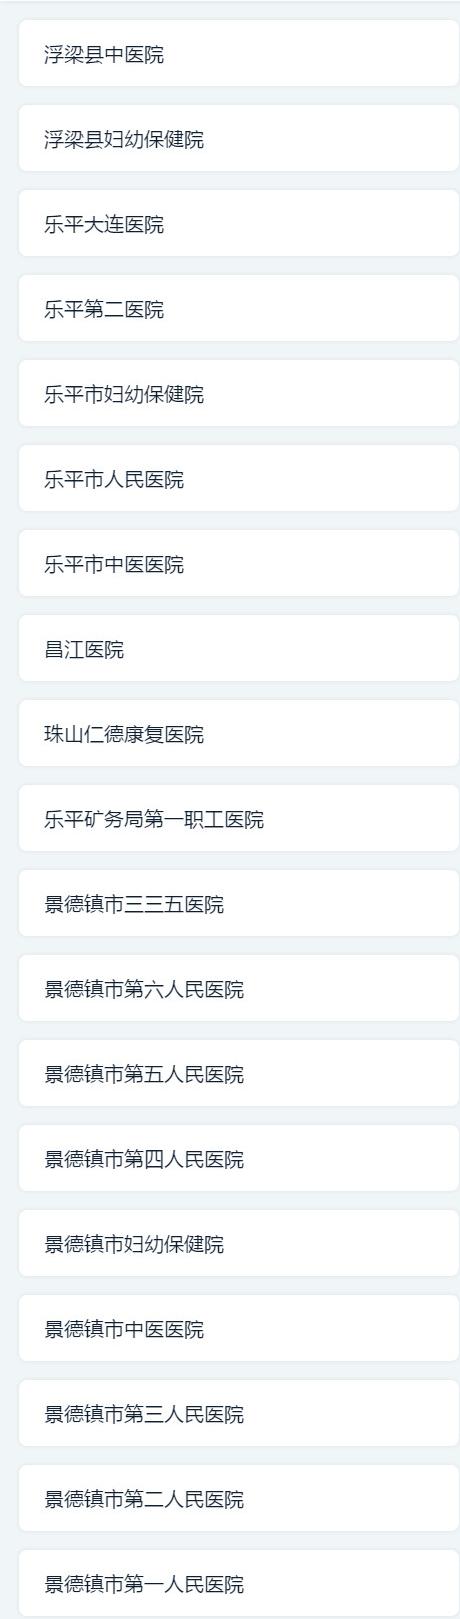 浮梁县中医院
浮梁县妇幼保健院
乐平大连医院
乐平第二医院
乐平市妇幼保健院
乐平市人民医院
乐平市中医医院
昌江医院
珠山仁德康复医院
乐平矿务局第一职工医院
景德镇市三三五医院
景德镇市第六人民医院
景德镇市第五人民医院
景德镇市第四人民医院
景德镇市妇幼保健院
景德镇市中医医院
景德镇市第三人民医院
景德镇市第二人民医院
景德镇市第一人民医院